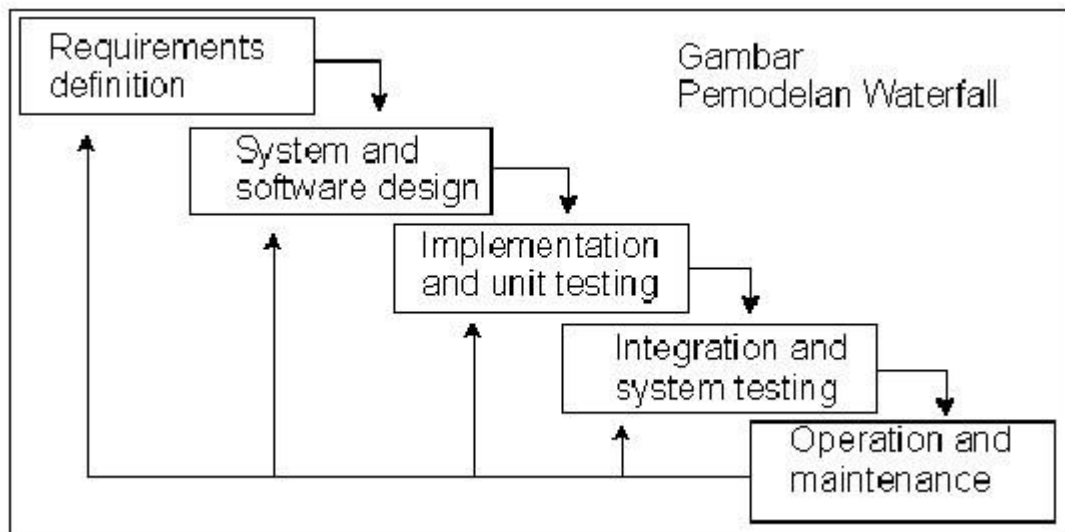 Requirements
definition
Gambar
Pemodelan Waterfall
System and
software design
Implementation
and unit testing
Integration and
system testing
Operation and
maintenance